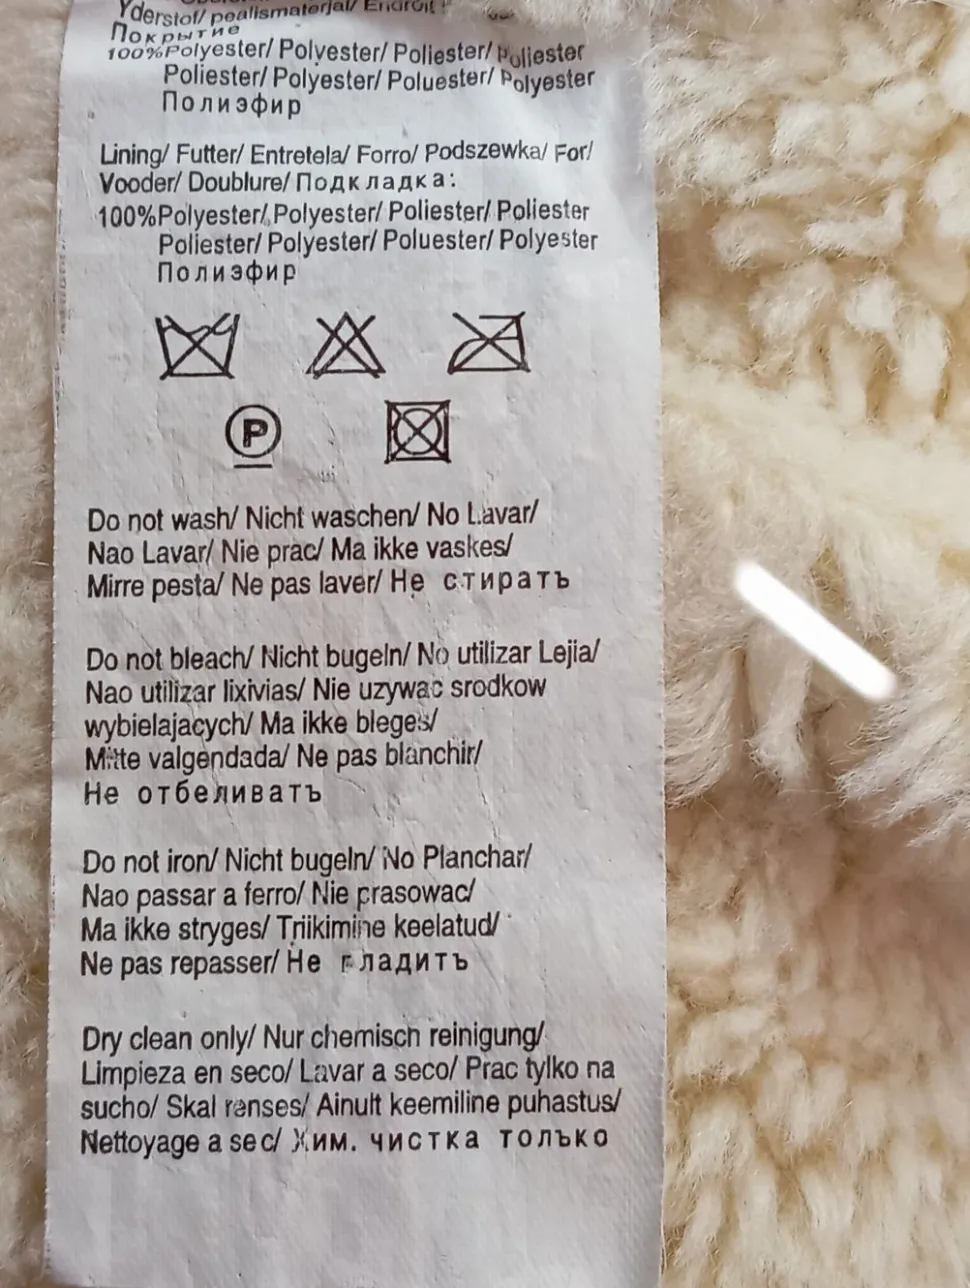 Yderstof/ pealismaterjal/ Endroit
Покрытие
100%Polyester/ Polyester/ Poliester/ Poliester
Poliester/ Polyester/ Poluester/ Polyester
Полиэфир
Lining/ Futter/ Entretela/ Forro/ Podszewka/ For/
Vooder/ Doublure/ Подкладка:
100%Polyester/ Polyester/ Poliester/ Poliester
Poliester/ Polyester/ Poluester/ Polyester
Полиэфир
P
Do not wash/ Nicht waschen/ No Lavar/
Nao Lavar/ Nie prac/ Ma ikke vaskes/
Mirre pesta/ Ne pas laver/ Не стирать
Do not bleach/ Nicht bugeln/ No utilizar Lejia/
Nao utilizar lixivias/ Nie uzywac srodkow
wybielajacych/ Ma ikke bleges/
Mitte valgendada/ Ne pas blanchir/
Не отбеливать
Do not iron/ Nicht bugeln/ No Planchar/
Nao passar a ferro/ Nie prasowac/
Ma ikke stryges/ Triikimine keelatud/
Ne pas repasser/ Не гладить
Dry clean only/ Nur chemisch reinigung/
Limpieza en seco/ Lavar a seco/ Prac tylko na
sucho/ Skal renses/ Ainult keemiline puhastus/
Nettoyage a sec/ Хим. чистка только